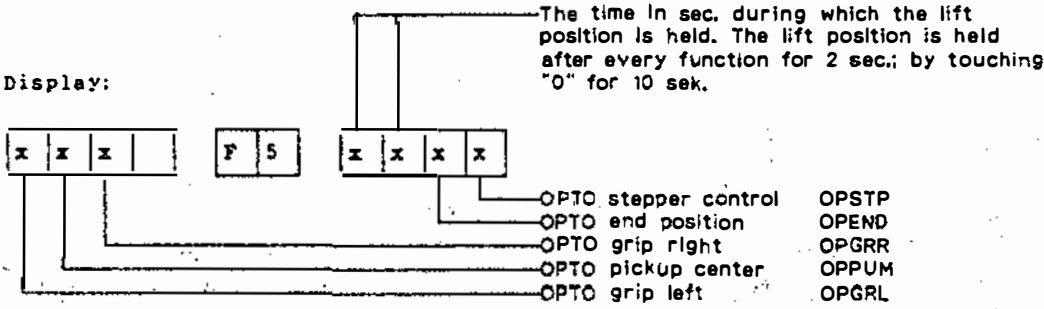 The time in sec. during which the lift
position is held. The lift position is held
after every function for 2 sec.; by touching
"0" for 10 sek.
Display:
x x x F 5 x x x x
OPTO stepper control OPSTP
OPTO end position OPEND
OPTO grip right OPGRR
OPTO pickup center OPPUM
OPTO grip left OPGRL